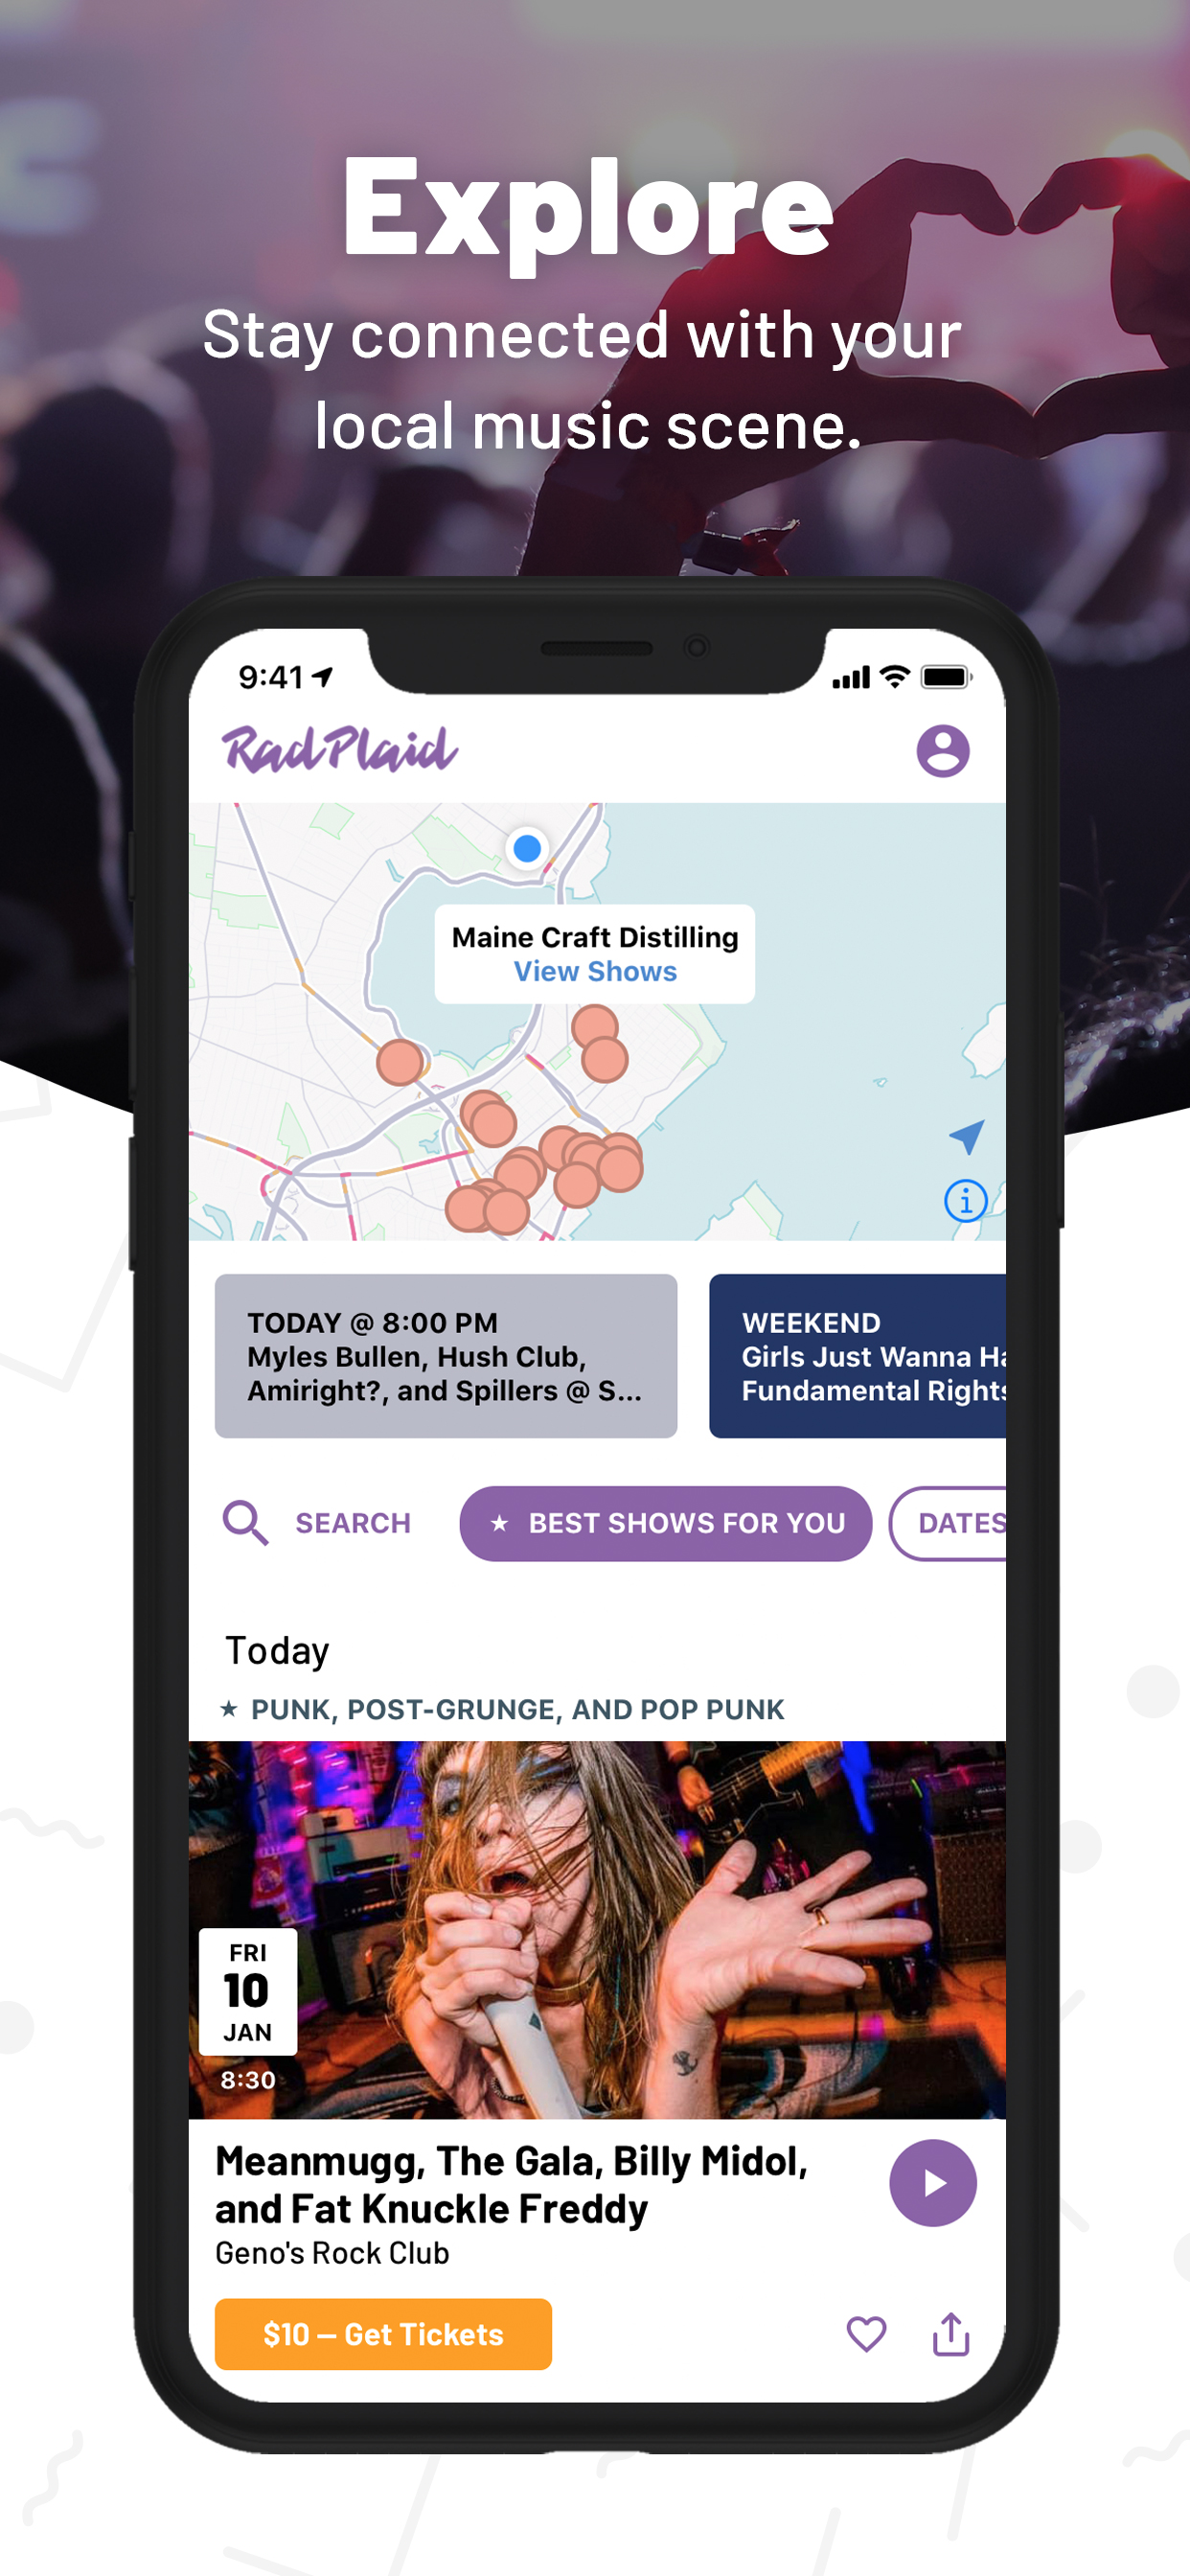 Explore
Stay connected with your
local music scene.
9:41
RadPlaid
Maine Craft Distilling
View Shows
TODAY @ 8:00 PM
Myles Bullen, Hush Club,
Amiright?, and Spillers @ S...
WEEKEND
Girls Just Wanna Ha
Fundamental Rights
SEARCH
★ BEST SHOWS FOR YOU
DATES
Today
★ PUNK, POST-GRUNGE, AND POP PUNK
FRI
10
JAN
8:30
Meanmugg, The Gala, Billy Midol,
and Fat Knuckle Freddy
Geno's Rock Club
$10 – Get Tickets